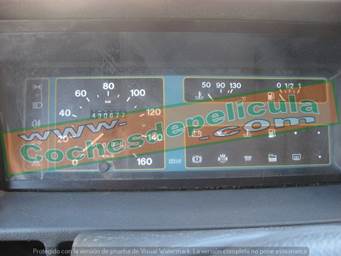 80
60 100
40 120
20 140
0 160
50 90 130
0 1/2 1
www.
Cochesdepelicula
.com
Protegido con la versión de prueba de Visual Watermark. La versión completa no pone esta marca.